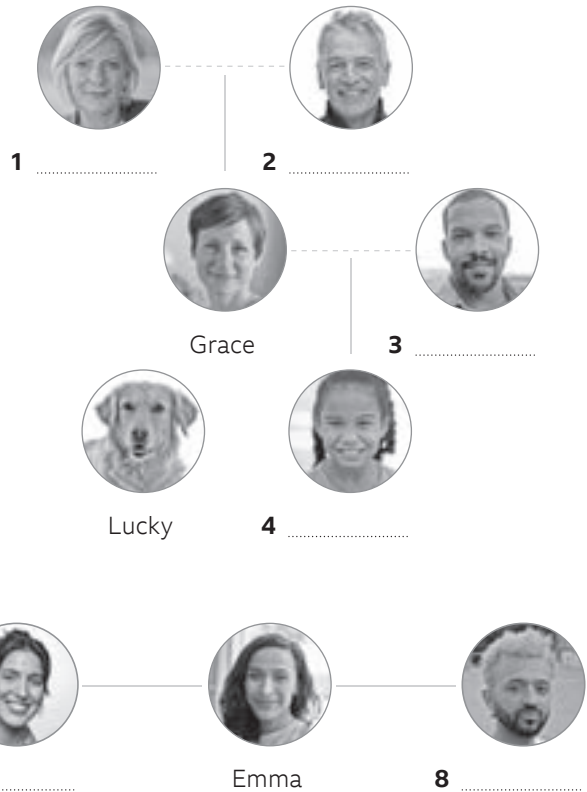 1 ........................
2 ........................
Grace
3 ........................
Lucky
4 ........................
Emma
8 ........................